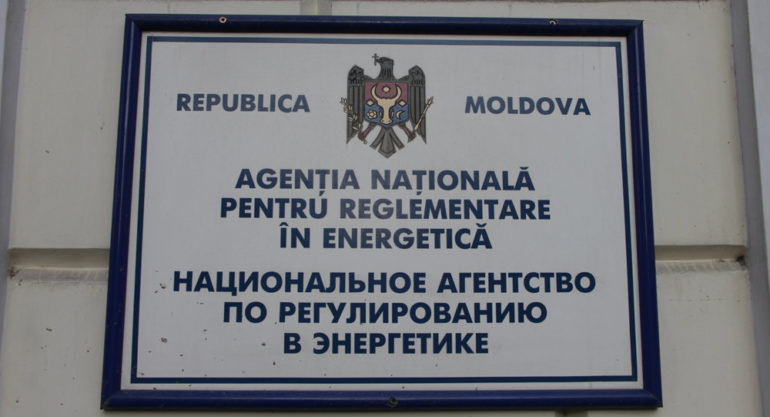 REPUBLICA MOLDOVA
AGENȚIA NAȚIONALĂ
PENTRU REGLEMENTARE
ÎN ENERGETICĂ
НАЦИОНАЛЬНОЕ АГЕНТСТВО
ПО РЕГУЛИРОВАНИЮ
В ЭНЕРГЕТИКЕ